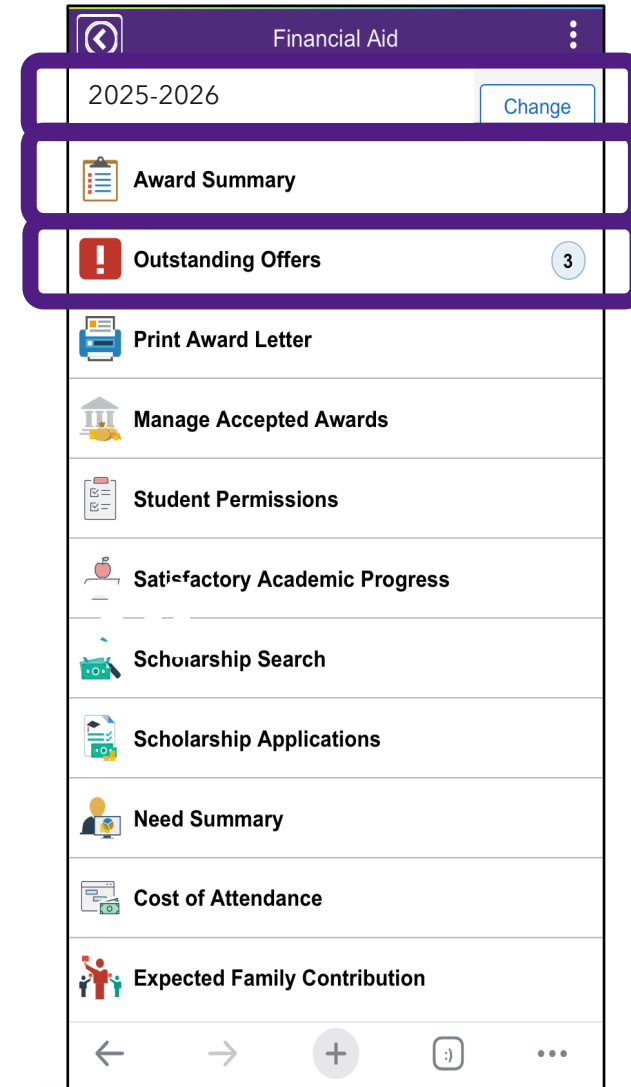 Financial Aid
2025-2026
Change
Award Summary
Outstanding Offers
3
Print Award Letter
Manage Accepted Awards
Student Permissions
Satisfactory Academic Progress
Scholarship Search
Scholarship Applications
Need Summary
Cost of Attendance
Expected Family Contribution
:)